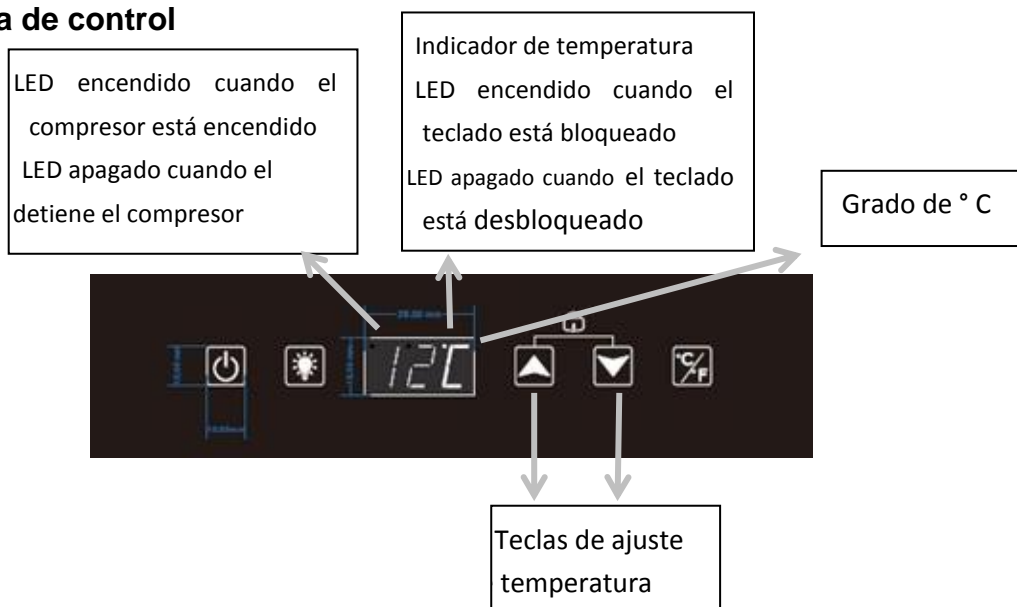 a de control
LED encendido cuando el
compresor está encendido
LED apagado cuando el
detiene el compresor
Indicador de temperatura
LED encendido cuando el
teclado está bloqueado
LED apagado cuando el teclado
está desbloqueado
Grado de ° C
12°C
°C/F
Teclas de ajuste
temperatura